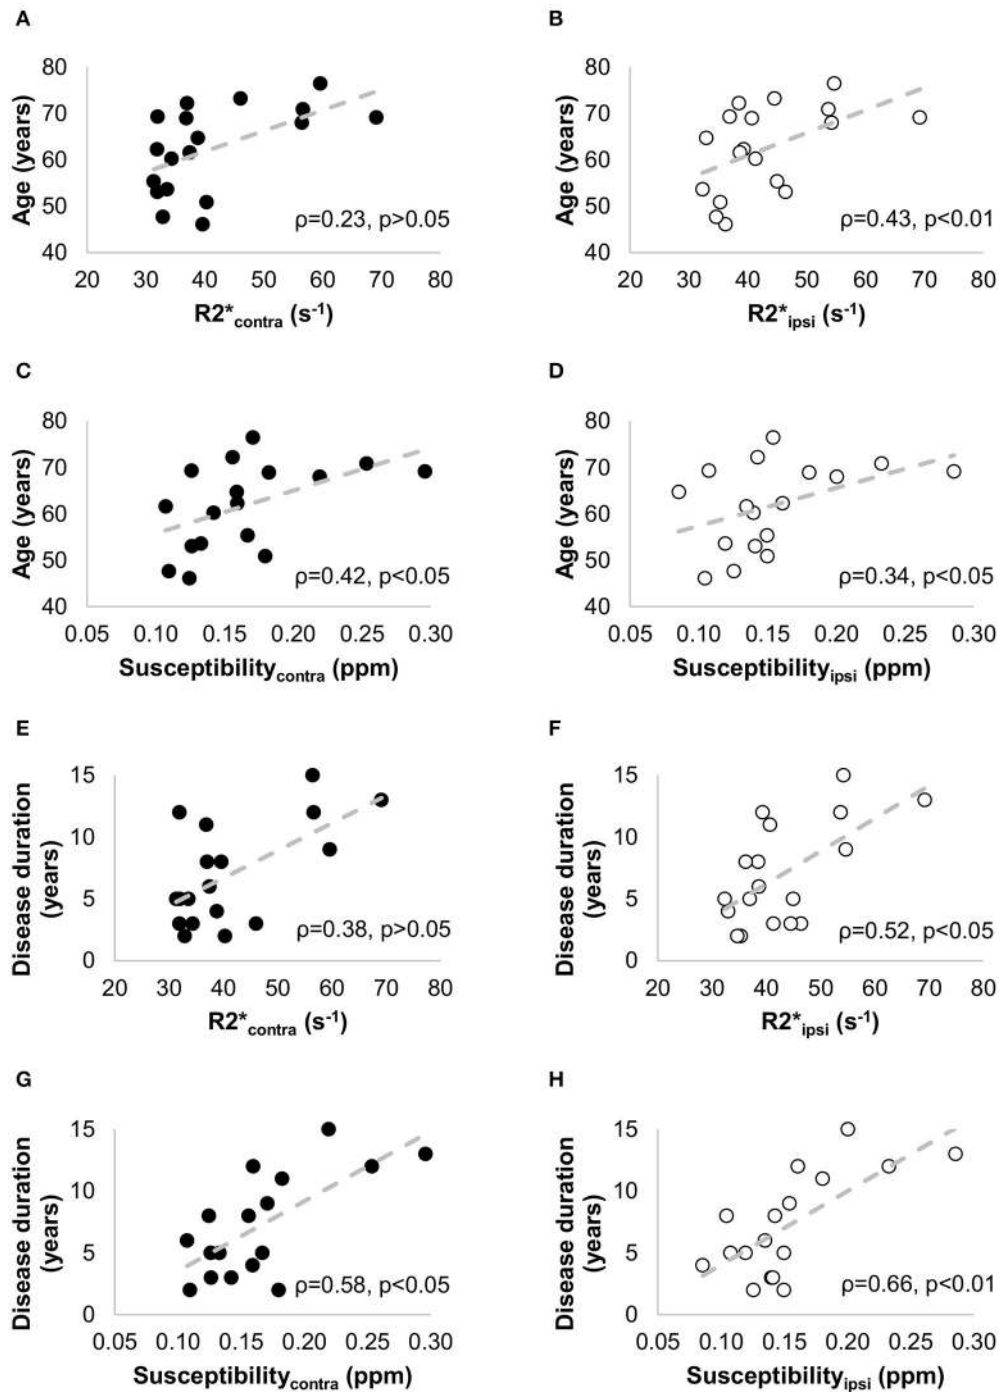 A
80
70
60
50
40
Age (years)
ρ=0.23, p>0.05
20 30 40 50 60 70 80
R2*contra (s-1)
B
80
70
60
50
40
Age (years)
ρ=0.43, p<0.01
20 30 40 50 60 70 80
R2*ipsi (s-1)
C
80
70
60
50
40
Age (years)
ρ=0.42, p<0.05
0.05 0.10 0.15 0.20 0.25 0.30
Susceptibilitycontra (ppm)
D
80
70
60
50
40
Age (years)
ρ=0.34, p<0.05
0.05 0.10 0.15 0.20 0.25 0.30
Susceptibilityipsi (ppm)
E
15
10
5
0
Disease duration
(years)
ρ=0.38, p>0.05
20 30 40 50 60 70 80
R2*contra (s-1)
F
15
10
5
0
Disease duration
(years)
ρ=0.52, p<0.05
20 30 40 50 60 70 80
R2*ipsi (s-1)
G
15
10
5
0
Disease duration
(years)
ρ=0.58, p<0.05
0.05 0.10 0.15 0.20 0.25 0.30
Susceptibilitycontra (ppm)
H
15
10
5
0
Disease duration
(years)
ρ=0.66, p<0.01
0.05 0.10 0.15 0.20 0.25 0.30
Susceptibilityipsi (ppm)